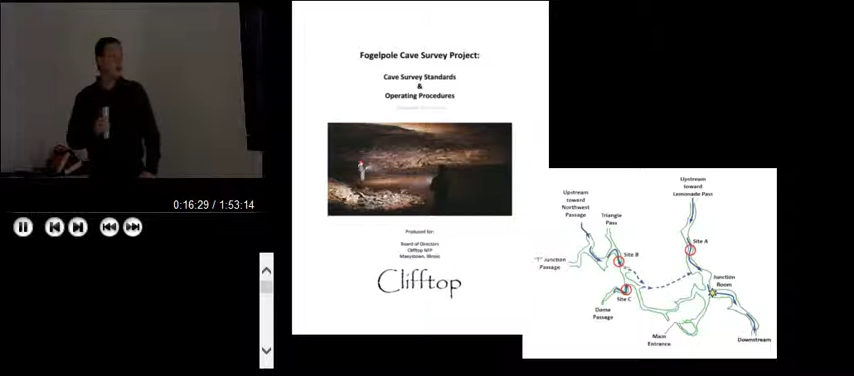 Fogelpole Cave Survey Project:
Cave Survey Standards
&
Operating Procedures
Produced for:
Board of Directors
Clifftop NFP
Maeystown, Illinois
Clifftop
0:16:29 / 1:53:14
Upstream
toward
Lemonade Pass
Upstream
toward
Northwest
Passage
Triangle
Pass
Site A
Site B
"T" Junction
Passage
Junction
Room
Site C
Dome
Passage
Main
Entrance
Downstream